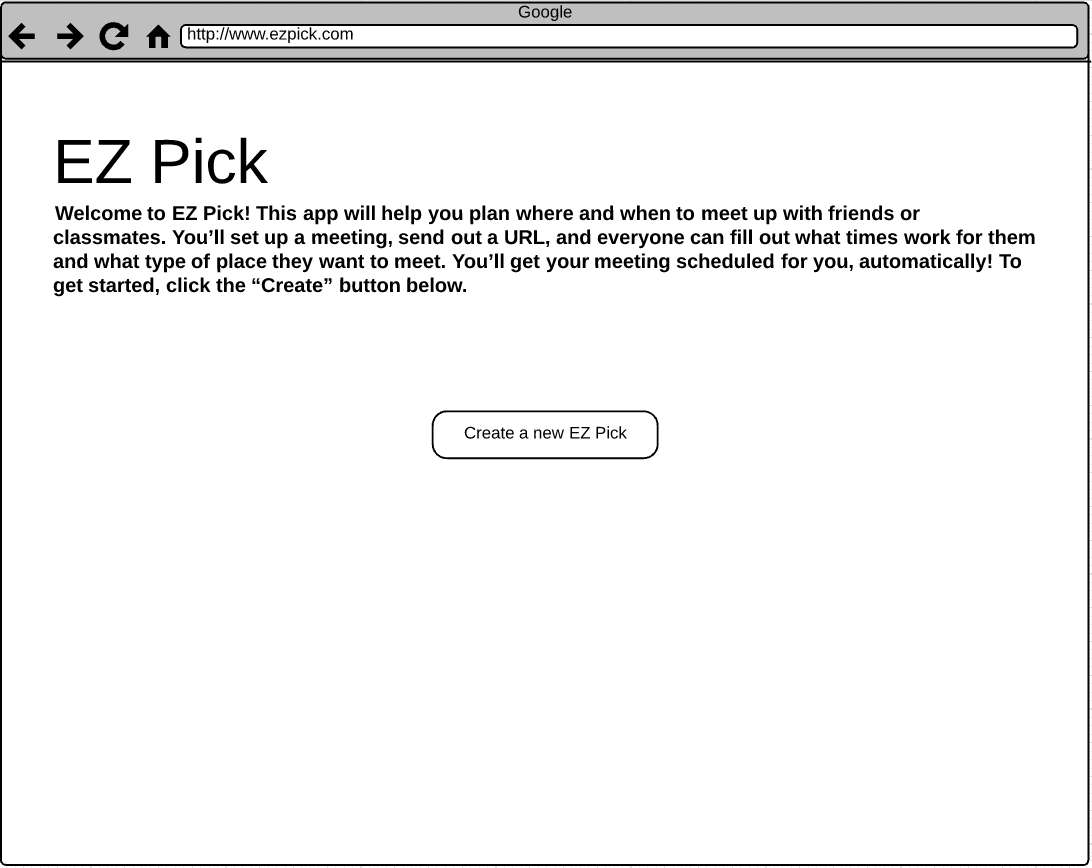 Google
http://www.ezpick.com
EZ Pick
Welcome to EZ Pick! This app will help you plan where and when to meet up with friends or
classmates. You’ll set up a meeting, send out a URL, and everyone can fill out what times work for them
and what type of place they want to meet. You’ll get your meeting scheduled for you, automatically! To
get started, click the “Create” button below.
Create a new EZ Pick